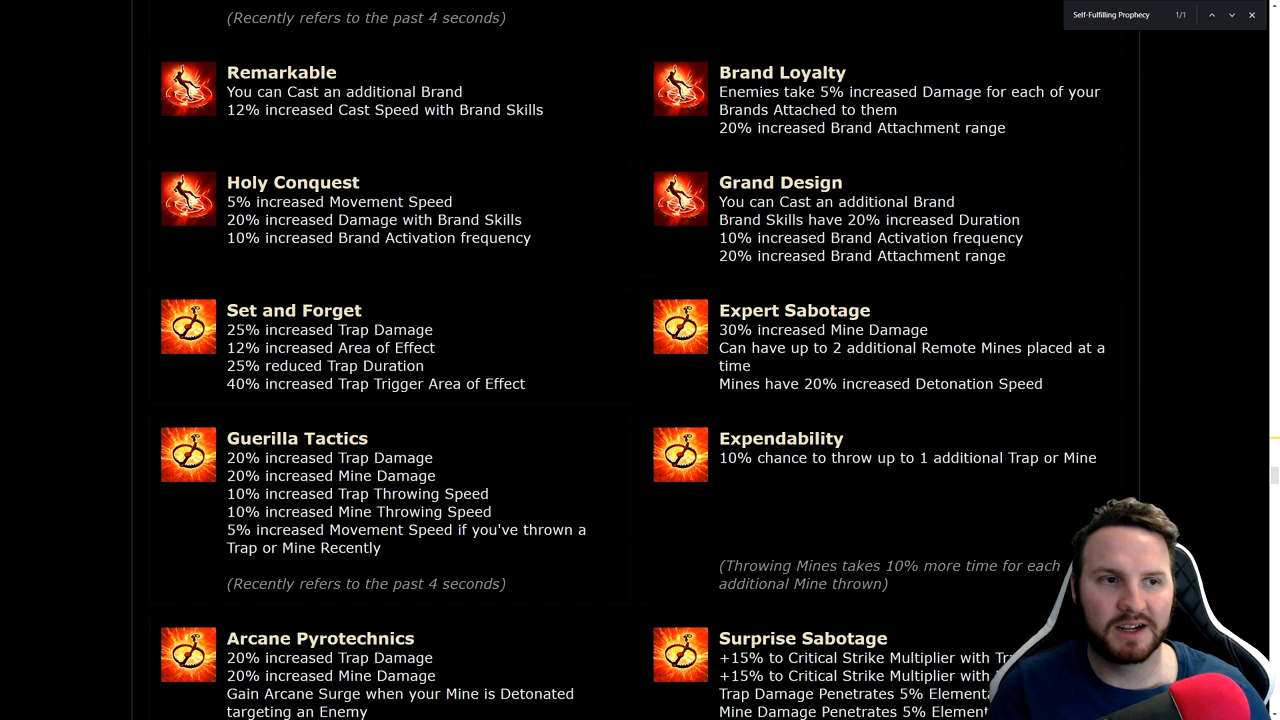 Self-Fulfilling Prophecy 1/1
(Recently refers to the past 4 seconds)
Remarkable
You can Cast an additional Brand
12% increased Cast Speed with Brand Skills
Brand Loyalty
Enemies take 5% increased Damage for each of your
Brands Attached to them
20% increased Brand Attachment range
Holy Conquest
5% increased Movement Speed
20% increased Damage with Brand Skills
10% increased Brand Activation frequency
Grand Design
You can Cast an additional Brand
Brand Skills have 20% increased Duration
10% increased Brand Activation frequency
20% increased Brand Attachment range
Set and Forget
25% increased Trap Damage
12% increased Area of Effect
25% reduced Trap Duration
40% increased Trap Trigger Area of Effect
Expert Sabotage
30% increased Mine Damage
Can have up to 2 additional Remote Mines placed at a
time
Mines have 20% increased Detonation Speed
Guerilla Tactics
20% increased Trap Damage
20% increased Mine Damage
10% increased Trap Throwing Speed
10% increased Mine Throwing Speed
5% increased Movement Speed if you've thrown a
Trap or Mine Recently
(Recently refers to the past 4 seconds)
Expendability
10% chance to throw up to 1 additional Trap or Mine
(Throwing Mines takes 10% more time for each
additional Mine thrown)
Arcane Pyrotechnics
20% increased Trap Damage
20% increased Mine Damage
Gain Arcane Surge when your Mine is Detonated
targeting an Enemy
Surprise Sabotage
+15% to Critical Strike Multiplier with
+15% to Critical Strike Multiplier with
Trap Damage Penetrates 5%
Mine Damage Penetrates 5%